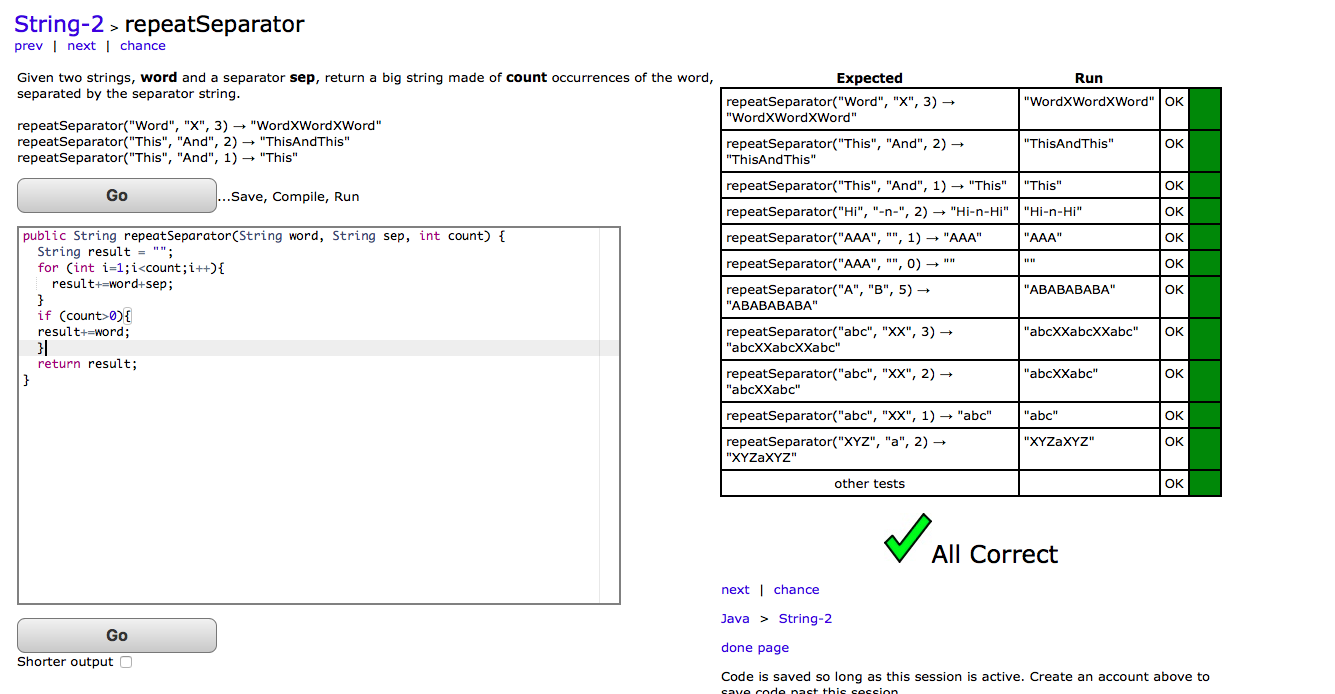 String-2 > repeatSeparator
prev | next | chance
Given two strings, word and a separator sep, return a big string made of count occurrences of the word,
separated by the separator string.
repeatSeparator("Word", "X", 3) → "WordXWordXWord"
repeatSeparator("This", "And", 2) → "ThisAndThis"
repeatSeparator("This", "And", 1) → "This"
Go ...Save, Compile, Run
public String repeatSeparator(String word, String sep, int count) {
  String result = "";
  for (int i=1;i<count;i++){
    result+=word+sep;
  }
  if (count>0){
  result+=word;
  }
  return result;
}
Go
Shorter output
Expected Run
repeatSeparator("Word", "X", 3) → "WordXWordXWord" OK
"WordXWordXWord"
repeatSeparator("This", "And", 2) → "ThisAndThis" OK
"ThisAndThis"
repeatSeparator("This", "And", 1) → "This" "This" OK
repeatSeparator("Hi", "-n-", 2) → "Hi-n-Hi" "Hi-n-Hi" OK
repeatSeparator("AAA", "", 1) → "AAA" "AAA" OK
repeatSeparator("AAA", "", 0) → "" "" OK
repeatSeparator("A", "B", 5) → "ABABABABA" OK
"ABABABABA"
repeatSeparator("abc", "XX", 3) → "abcXXabcXXabc" OK
"abcXXabcXXabc"
repeatSeparator("abc", "XX", 2) → "abcXXabc" OK
"abcXXabc"
repeatSeparator("abc", "XX", 1) → "abc" "abc" OK
repeatSeparator("XYZ", "a", 2) → "XYZaXYZ" OK
"XYZaXYZ"
other tests OK
All Correct
next | chance
Java > String-2
done page
Code is saved so long as this session is active. Create an account above to
save code past this session.